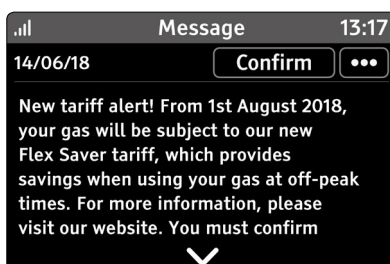 Message 13:17
14/06/18 Confirm
New tariff alert! From 1st August 2018,
your gas will be subject to our new
Flex Saver tariff, which provides
savings when using your gas at off-peak
times. For more information, please
visit our website. You must confirm